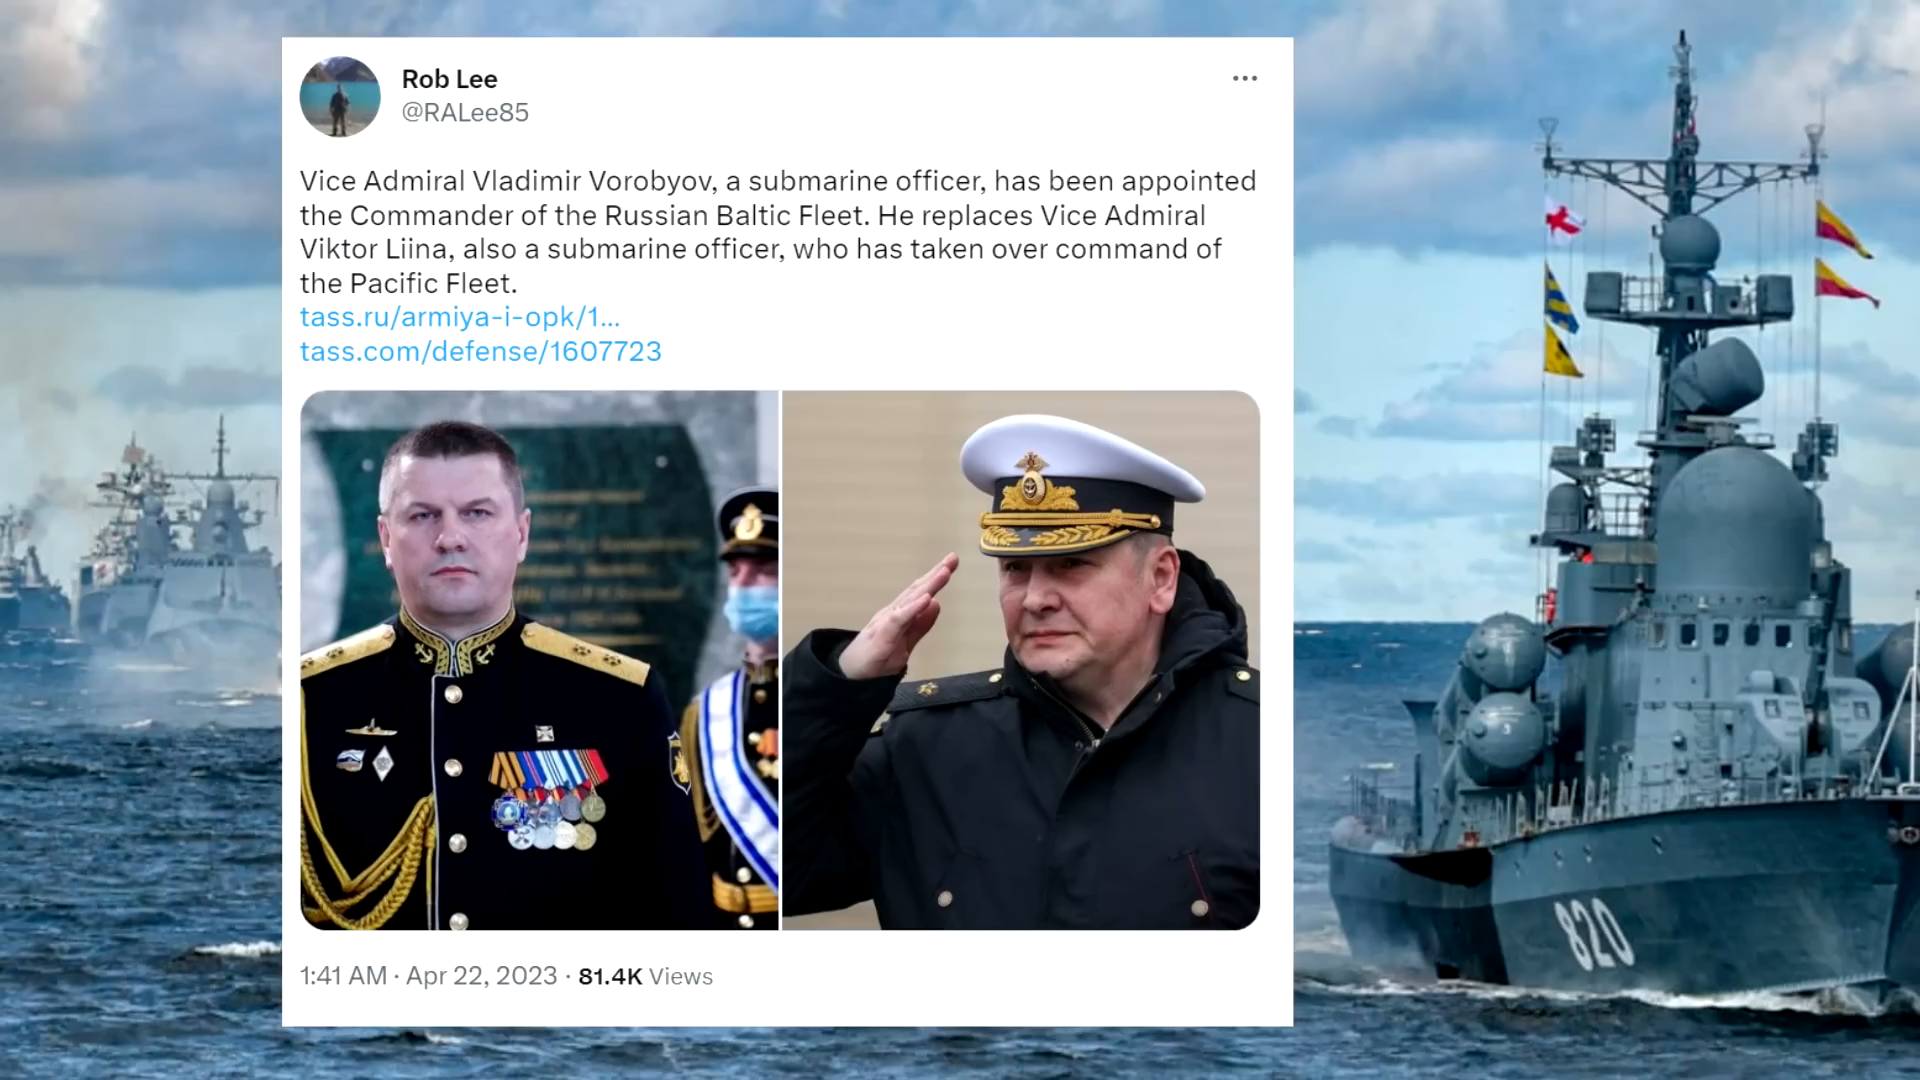 Rob Lee
@RALee85
Vice Admiral Vladimir Vorobyov, a submarine officer, has been appointed
the Commander of the Russian Baltic Fleet. He replaces Vice Admiral
Viktor Liina, also a submarine officer, who has taken over command of
the Pacific Fleet.
tass.ru/armiya-i-opk/1...
tass.com/defense/1607723
1:41 AM · Apr 22, 2023 · 81.4K Views
3
820